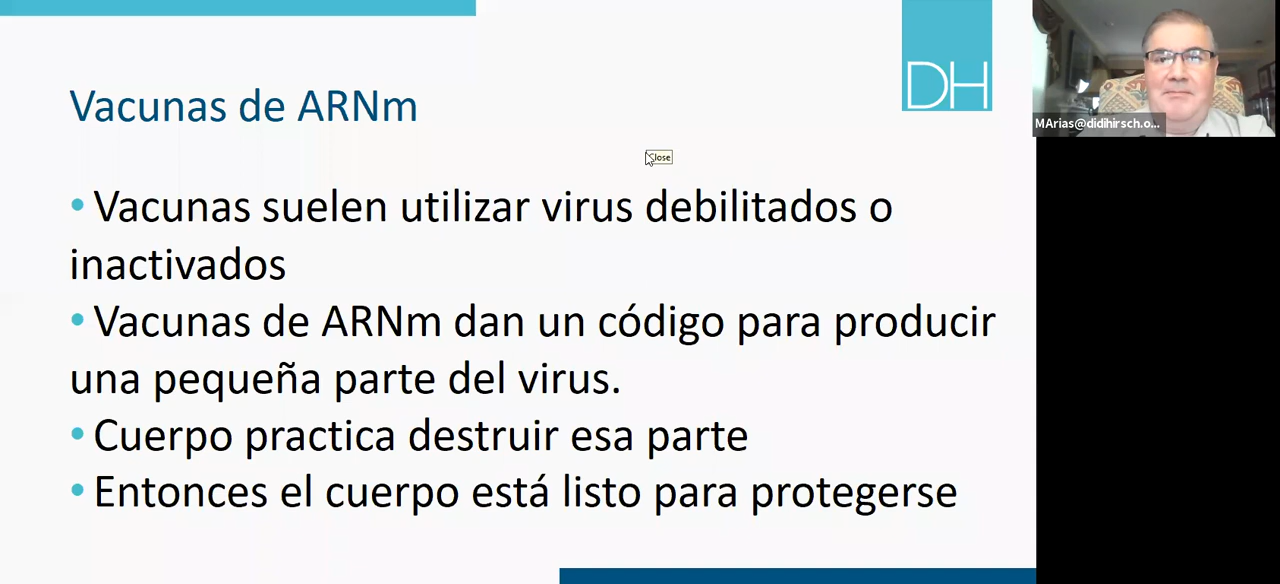 DH
MArias@didihirsch.o...
Vacunas de ARNm
Close
• Vacunas suelen utilizar virus debilitados o
inactivados
• Vacunas de ARNm dan un código para producir
una pequeña parte del virus.
• Cuerpo practica destruir esa parte
• Entonces el cuerpo está listo para protegerse